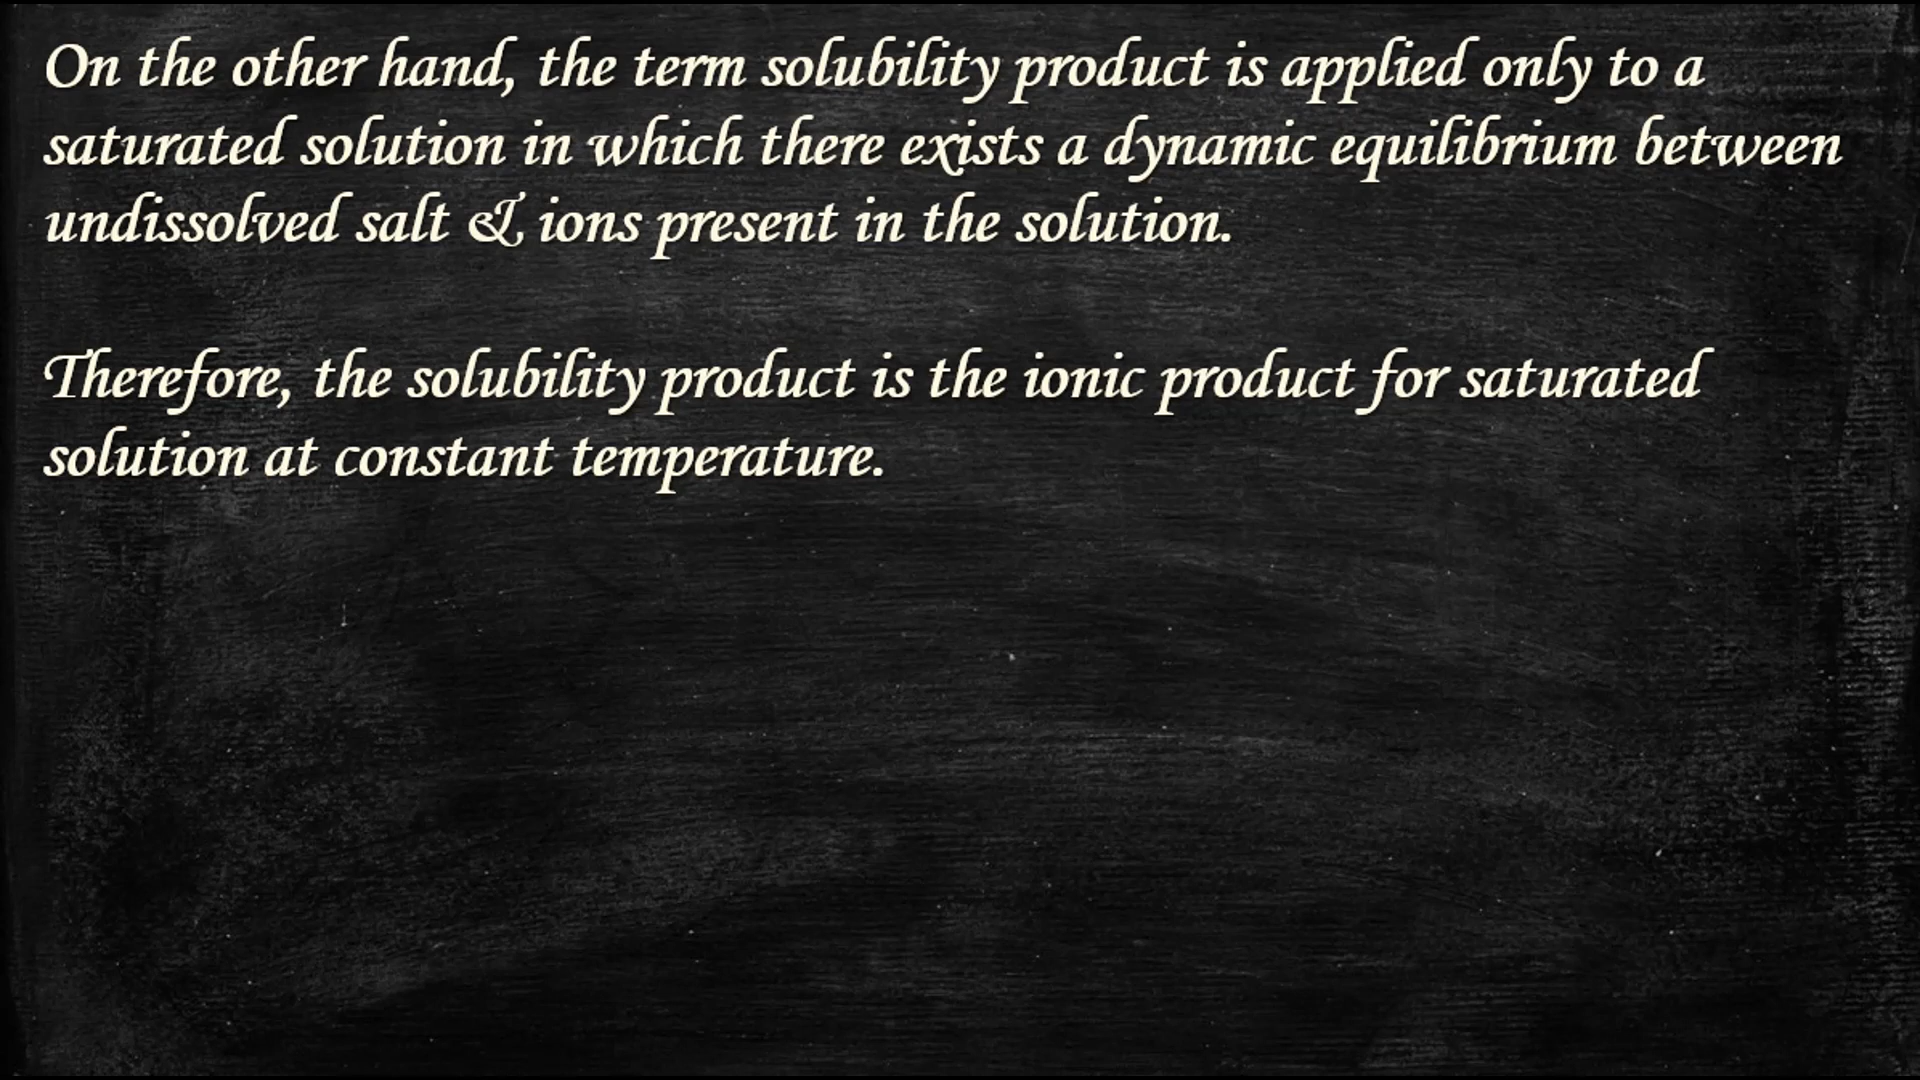 On the other hand, the term solubility product is applied only to a
saturated solution in which there exists a dynamic equilibrium between
undissolved salt & ions present in the solution.
Therefore, the solubility product is the ionic product for saturated
solution at constant temperature.